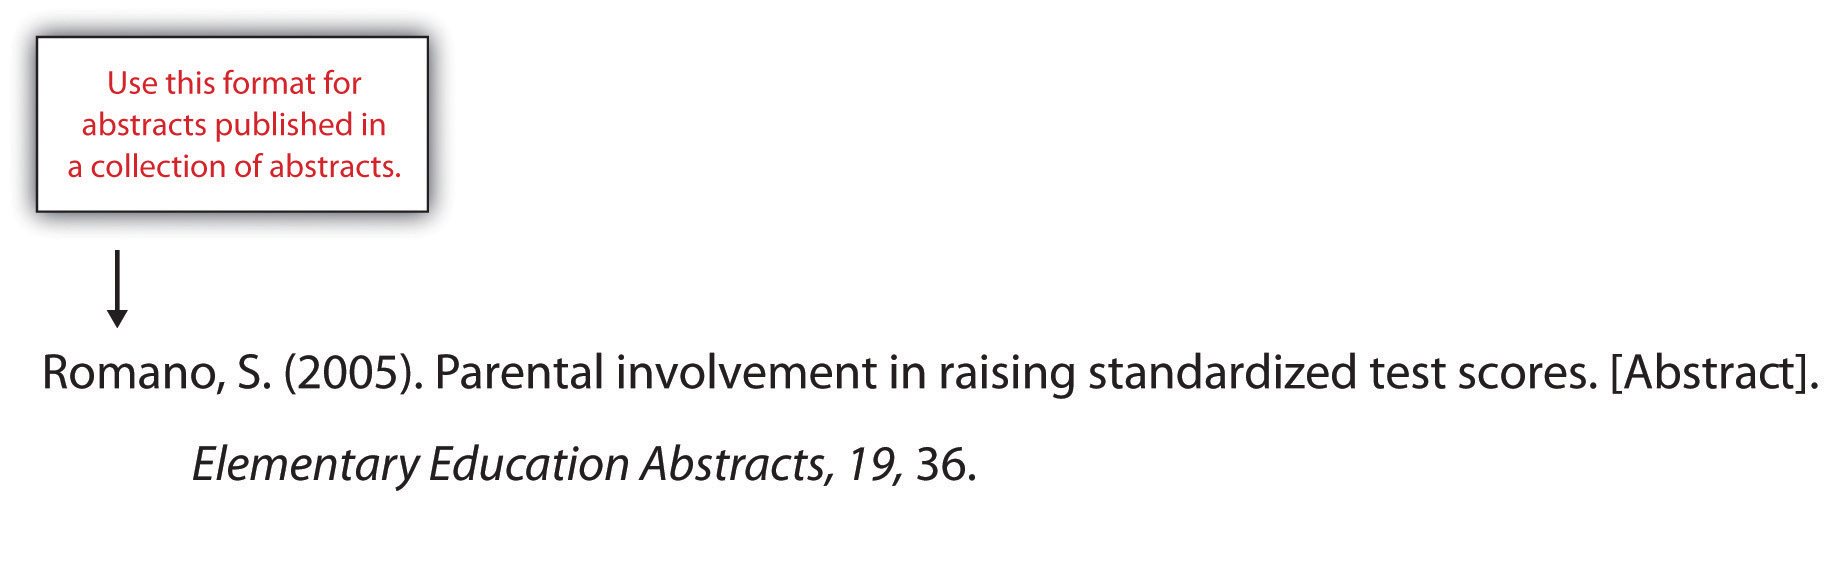 Use this format for
abstracts published in
a collection of abstracts.
Romano, S. (2005). Parental involvement in raising standardized test scores. [Abstract].
Elementary Education Abstracts, 19, 36.